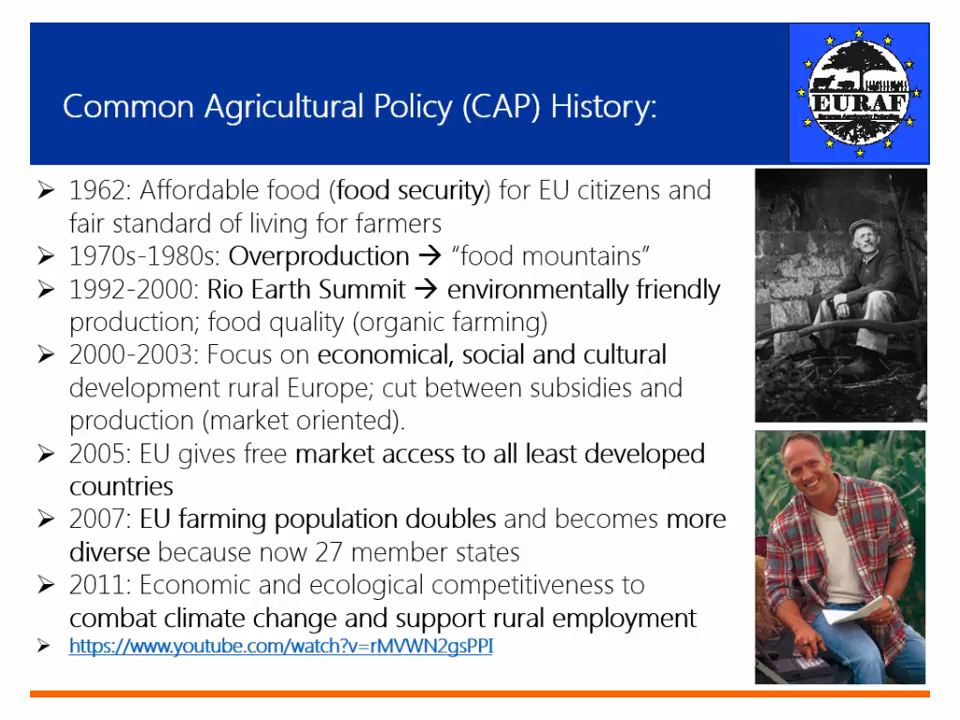 Common Agricultural Policy (CAP) History:
EURAF
➢ 1962: Affordable food (food security) for EU citizens and
fair standard of living for farmers
➢ 1970s-1980s: Overproduction → “food mountains”
➢ 1992-2000: Rio Earth Summit → environmentally friendly
production; food quality (organic farming)
➢ 2000-2003: Focus on economical, social and cultural
development rural Europe; cut between subsidies and
production (market oriented).
➢ 2005: EU gives free market access to all least developed
countries
➢ 2007: EU farming population doubles and becomes more
diverse because now 27 member states
➢ 2011: Economic and ecological competitiveness to
combat climate change and support rural employment
➢ https://www.youtube.com/watch?v=rMVWN2gsPPI